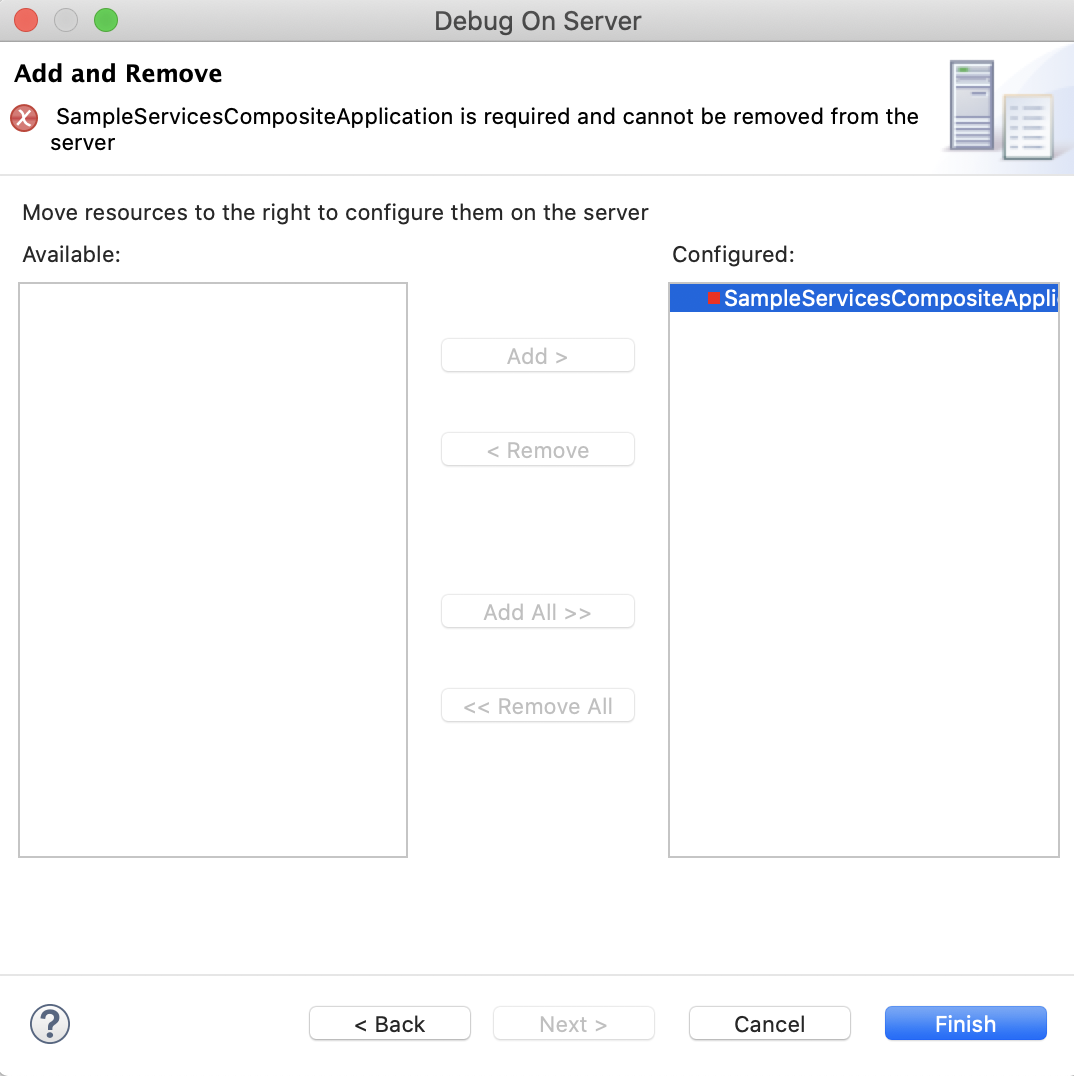 Debug On Server
Add and Remove
SampleServicesCompositeApplication is required and cannot be removed from the
server
Move resources to the right to configure them on the server
Available:
Configured:
SampleServicesCompositeAppli
Add >
< Remove
Add All >>
<< Remove All
?
< Back
Next >
Cancel
Finish